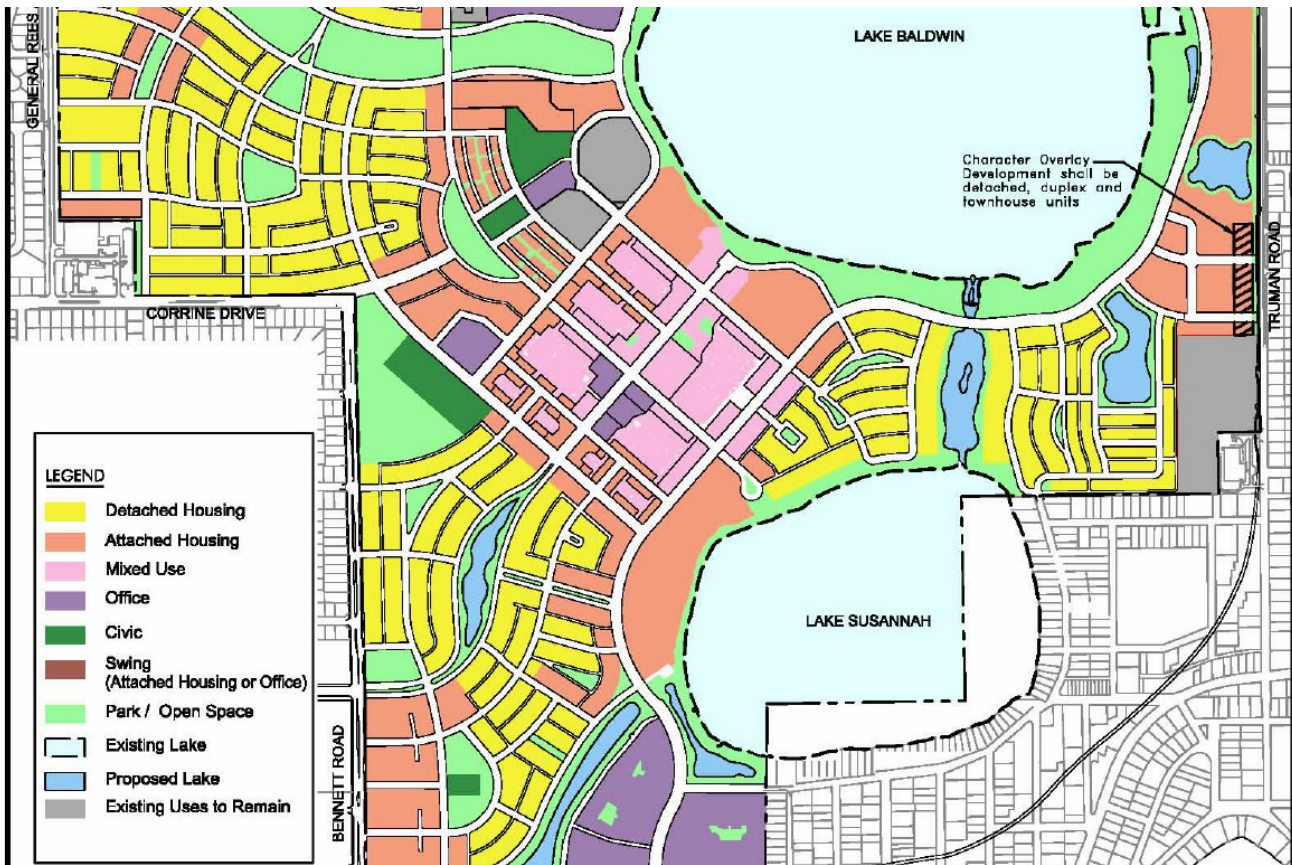 LAKE BALDWIN
GENERAL REES
Character Overlay
Development shall be
detached, duplex and
townhouse units
TRUMAN ROAD
CORRINE DRIVE
LEGEND
Detached Housing
Attached Housing
Mixed Use
Office
Civic
Swing
(Attached Housing or Office)
Park / Open Space
Existing Lake
Proposed Lake
Existing Uses to Remain
LAKE SUSANNAH
BENNETT ROAD